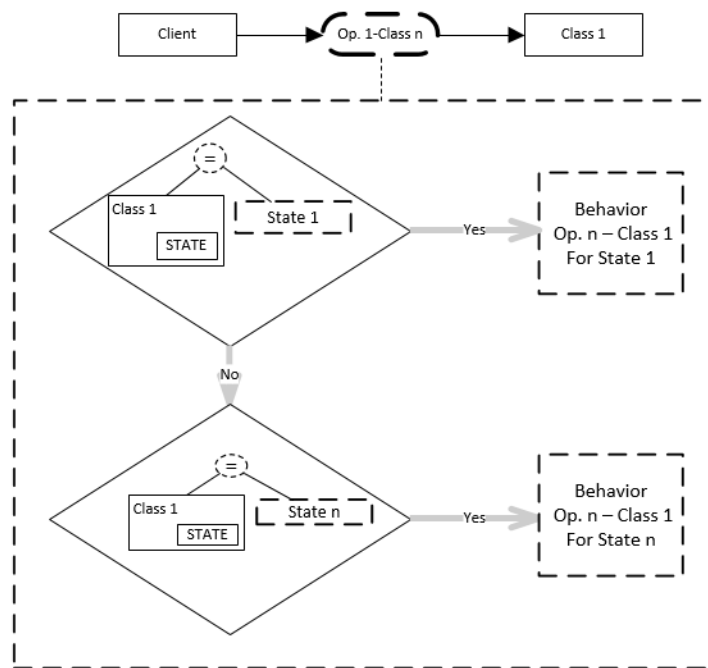 Client
Op. 1-Class n
Class 1
=
Class 1
STATE
State 1
Yes
Behavior
Op. n – Class 1
For State 1
No
=
Class 1
STATE
State n
Yes
Behavior
Op. n – Class 1
For State n